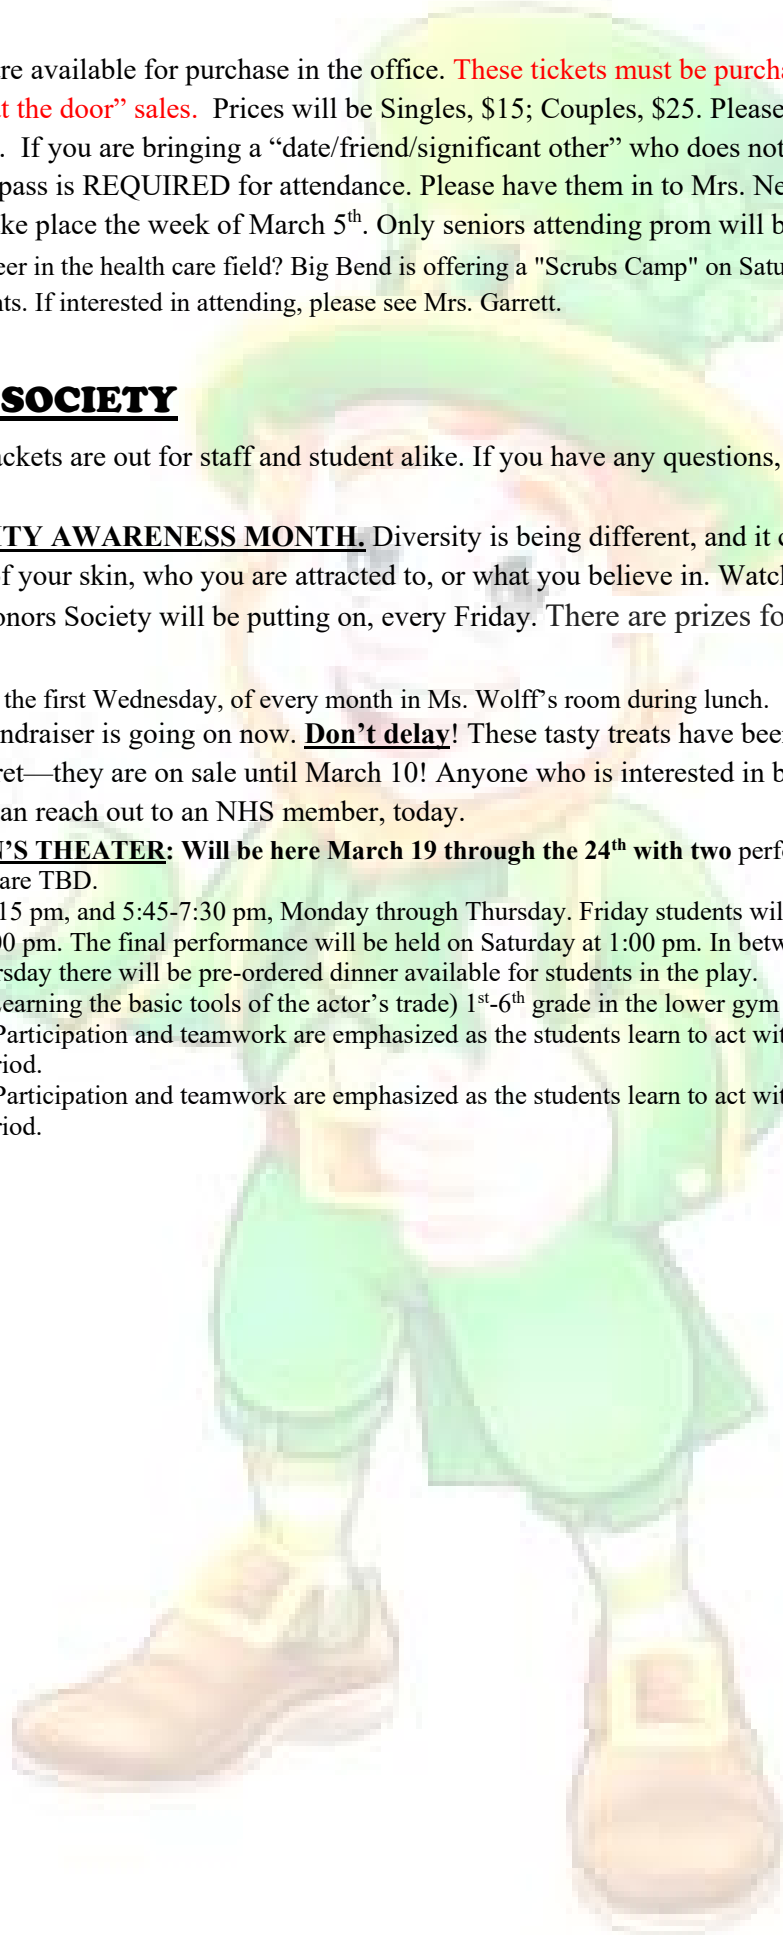 re available for purchase in the office. These tickets must be purcha
t the door” sales. Prices will be Singles, $15; Couples, $25. Please
. If you are bringing a “date/friend/significant other” who does not
pass is REQUIRED for attendance. Please have them in to Mrs. Ne
ke place the week of March 5th. Only seniors attending prom will b
eer in the health care field? Big Bend is offering a "Scrubs Camp" on Satu
nts. If interested in attending, please see Mrs. Garrett.
SOCIETY
ackets are out for staff and student alike. If you have any questions,
ITY AWARENESS MONTH. Diversity is being different, and it c
of your skin, who you are attracted to, or what you believe in. Watch
onors Society will be putting on, every Friday. There are prizes fo
the first Wednesday, of every month in Ms. Wolff’s room during lunch.
ndraiser is going on now. Don’t delay! These tasty treats have been
ret—they are on sale until March 10! Anyone who is interested in b
an reach out to an NHS member, today.
N’S THEATER: Will be here March 19 through the 24th with two perfo
are TBD.
15 pm, and 5:45-7:30 pm, Monday through Thursday. Friday students wil
00 pm. The final performance will be held on Saturday at 1:00 pm. In betw
rsday there will be pre-ordered dinner available for students in the play.
Learning the basic tools of the actor’s trade) 1st-6th grade in the lower gym
Participation and teamwork are emphasized as the students learn to act wit
riod.
Participation and teamwork are emphasized as the students learn to act wit
riod.